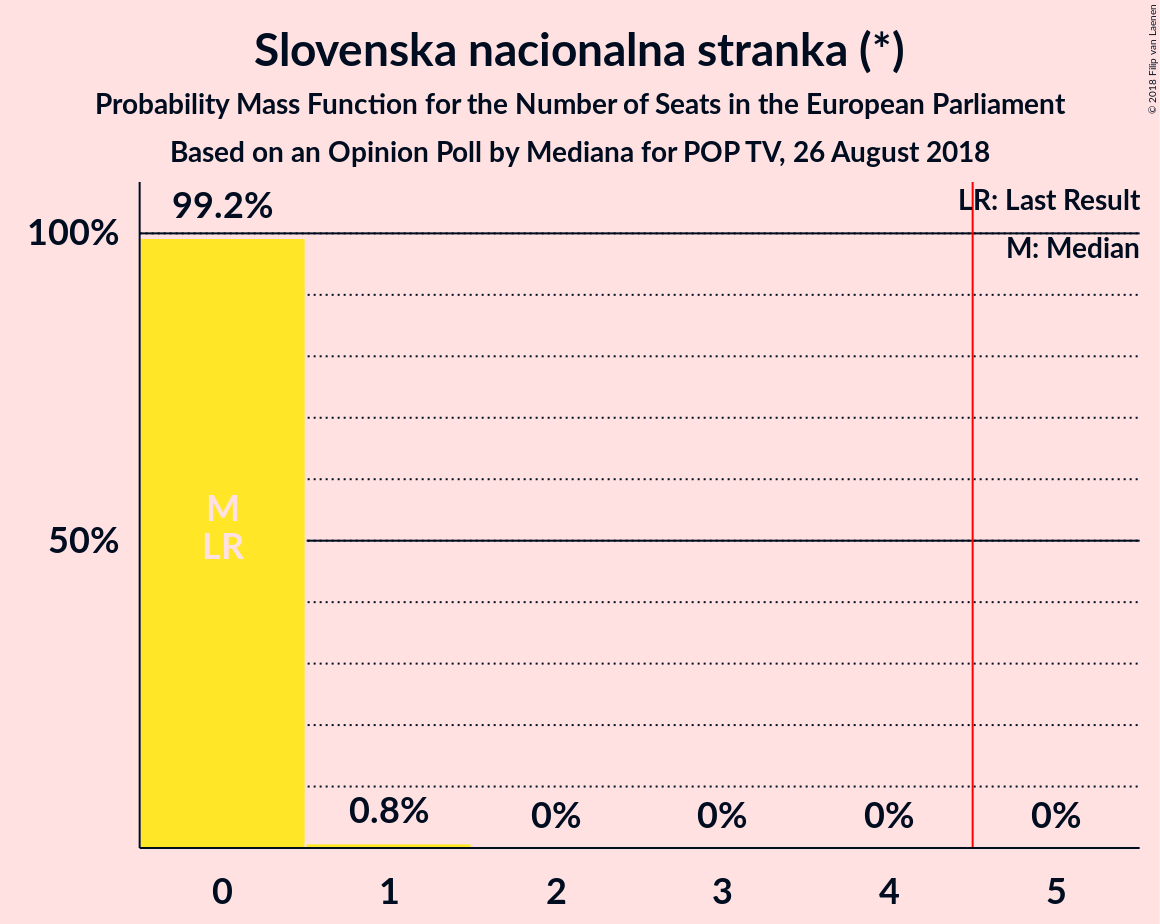 Slovenska nacionalna stranka (*)
Probability Mass Function for the Number of Seats in the European Parliament
Based on an Opinion Poll by Mediana for POP TV, 26 August 2018
© 2018 Filip van Laenen
LR: Last Result
M: Median
99.2%
100%
M
LR
50%
0.8%
0%
0%
0%
0%
0
1
2
3
4
5